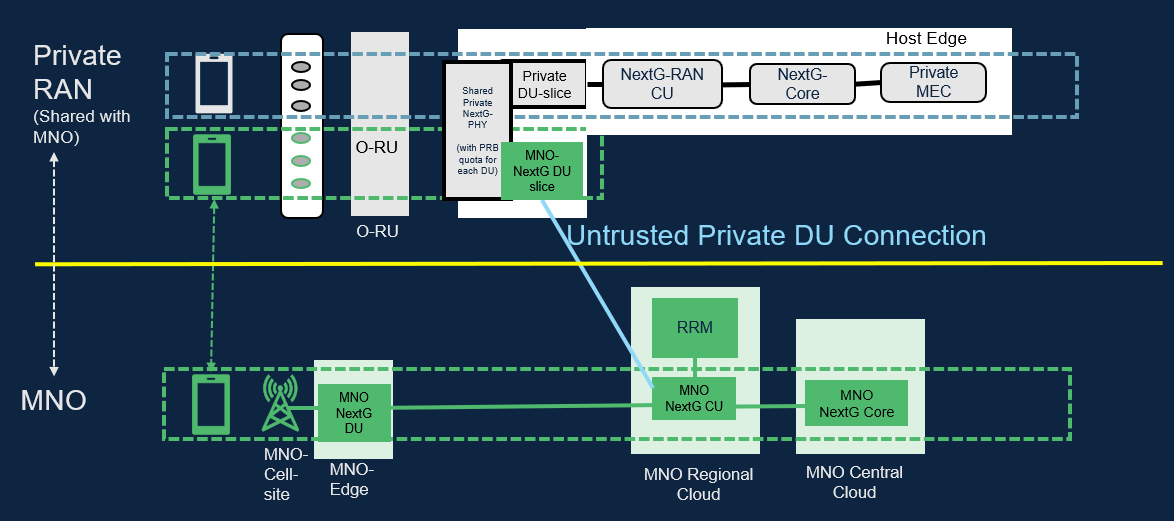 Host Edge
Private
RAN
(Shared with
MNO)
Shared
Private
NextG-
PHY
(with PRB
quota for
each DU)
Private
DU-slice
NextG-RAN
CU
NextG-
Core
Private
MEC
O-RU
MNO-
NextG DU
slice
O-RU
Untrusted Private DU Connection
RRM
MNO
MNO
NextG
DU
MNO
NextG CU
MNO
NextG Core
MNO-
Cell-
site
MNO-
Edge
MNO Regional
Cloud
MNO Central
Cloud